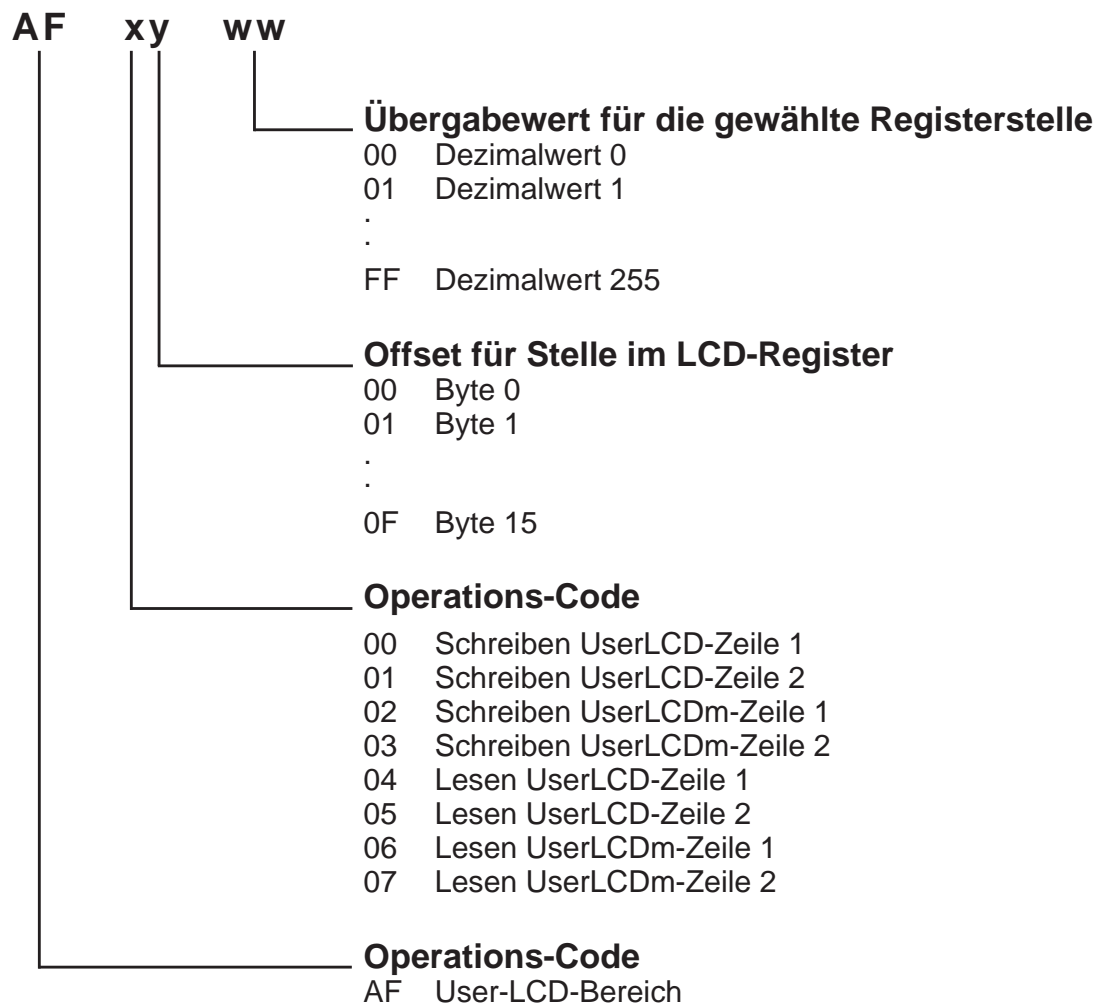 AF xy ww
Übergabewert für die gewählte Registerstelle
00 Dezimalwert 0
01 Dezimalwert 1
.
.
FF Dezimalwert 255
Offset für Stelle im LCD-Register
00 Byte 0
01 Byte 1
.
.
0F Byte 15
Operations-Code
00 Schreiben UserLCD-Zeile 1
01 Schreiben UserLCD-Zeile 2
02 Schreiben UserLCDm-Zeile 1
03 Schreiben UserLCDm-Zeile 2
04 Lesen UserLCD-Zeile 1
05 Lesen UserLCD-Zeile 2
06 Lesen UserLCDm-Zeile 1
07 Lesen UserLCDm-Zeile 2
Operations-Code
AF User-LCD-Bereich